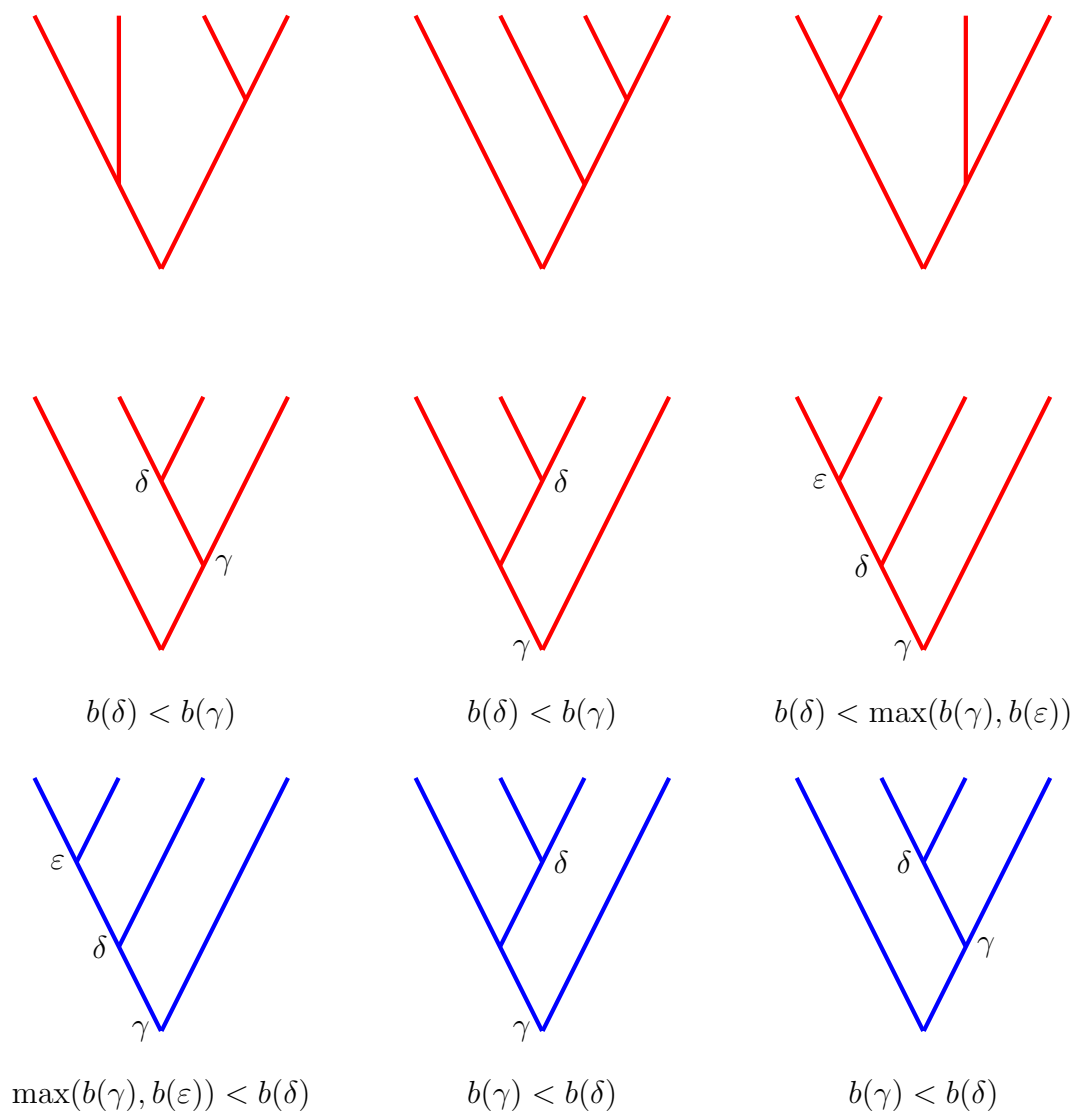 δ
γ
δ
γ
ε
δ
γ
b(δ) < b(γ)
b(δ) < b(γ)
b(δ) < max(b(γ), b(ε))
ε
δ
γ
δ
γ
δ
γ
max(b(γ), b(ε)) < b(δ)
b(γ) < b(δ)
b(γ) < b(δ)